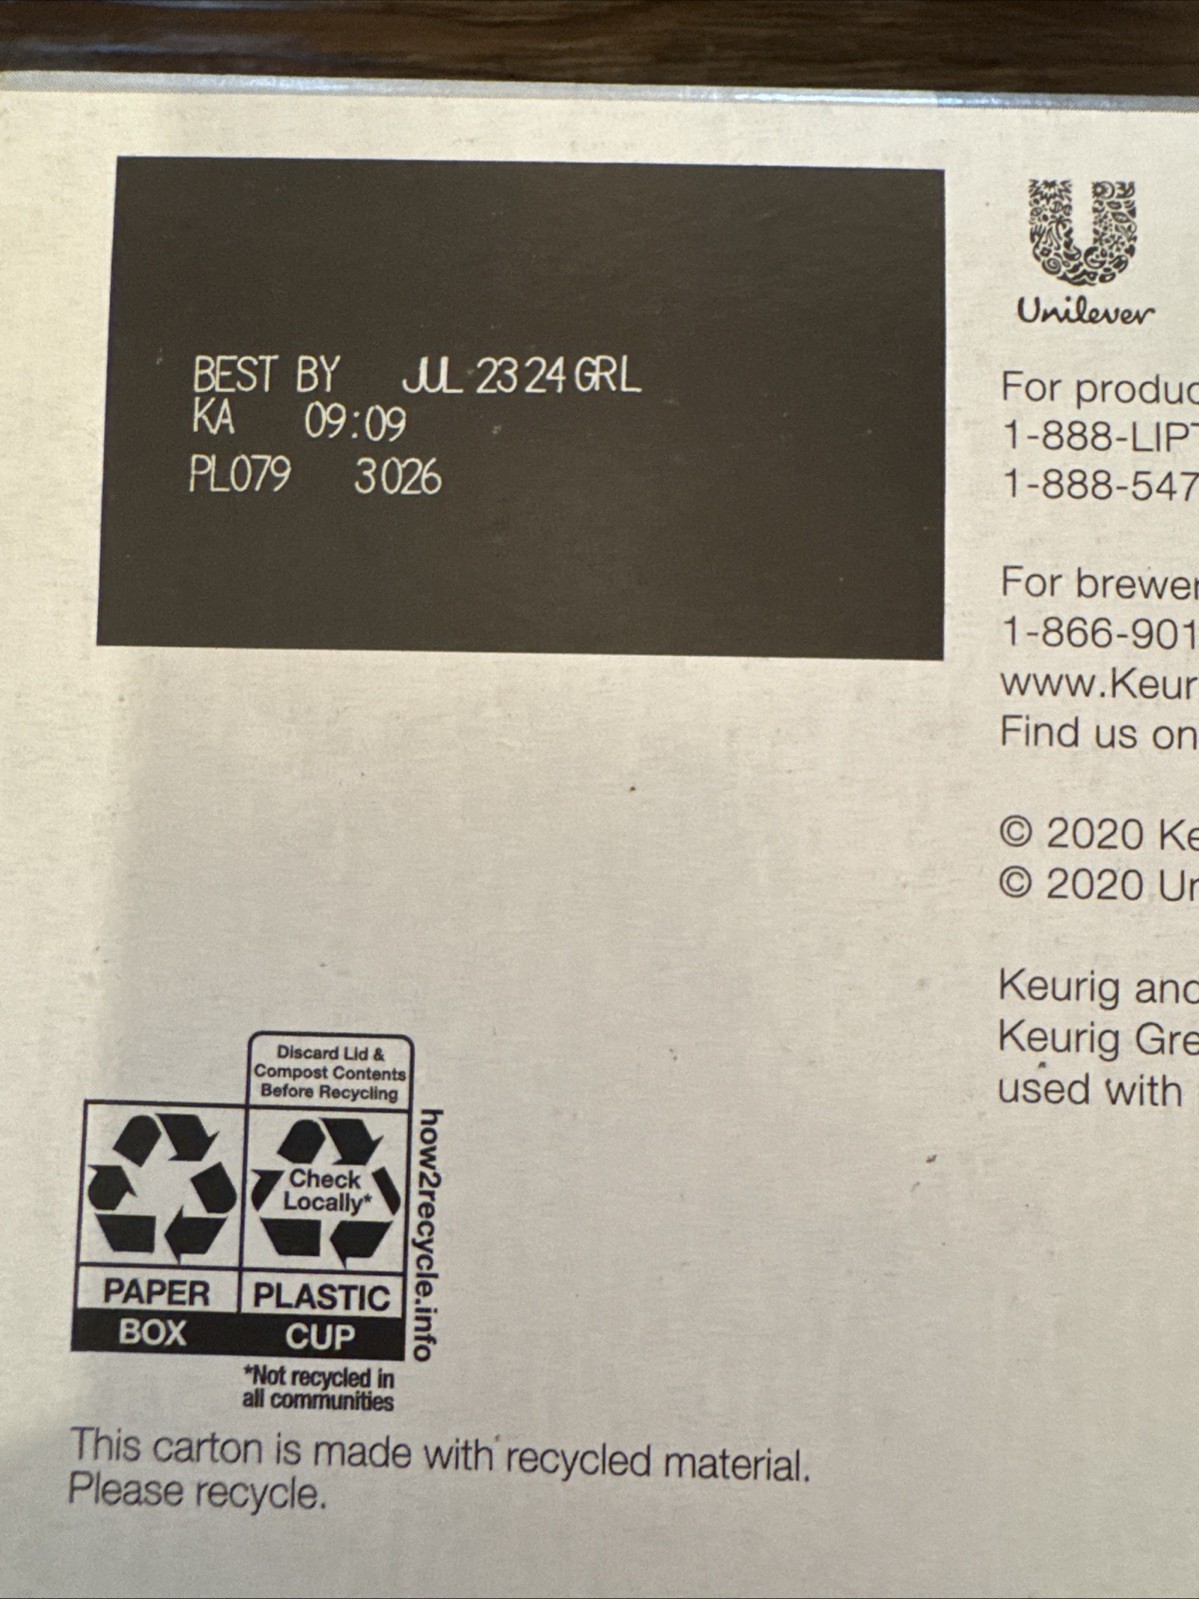 BEST BY JUL 23 24 GRL
KA 09:09
PL079 3026
Unilever
For produc
1-888-LIPT
1-888-547
For brewer
1-866-901
www.Keur
Find us on
© 2020 Ke
© 2020 Un
Keurig and
Keurig Gre
used with
Discard Lid &
Compost Contents
Before Recycling
Check
Locally*
PAPER
BOX
PLASTIC
CUP
how2recycle.info
*Not recycled in
all communities
This carton is made with recycled material.
Please recycle.